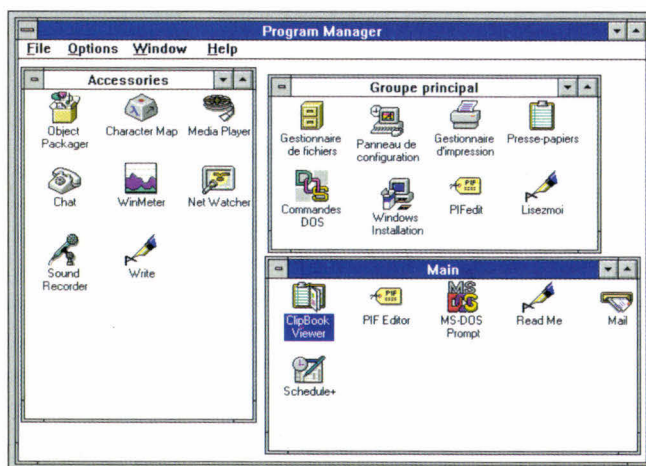 Program Manager
File Options Window Help
Accessories
Object
Packager
Character Map
Media Player
Chat
WinMeter
Net Watcher
Sound
Recorder
Write
Groupe principal
Gestionnaire
de fichiers
Panneau de
configuration
Gestionnaire
d'impression
Presse-papiers
Commandes
DOS
Windows
Installation
PIFedit
Lisezmoi
Main
ClipBook
Viewer
PIF Editor
MS-DOS
Prompt
Read Me
Mail
Schedule+